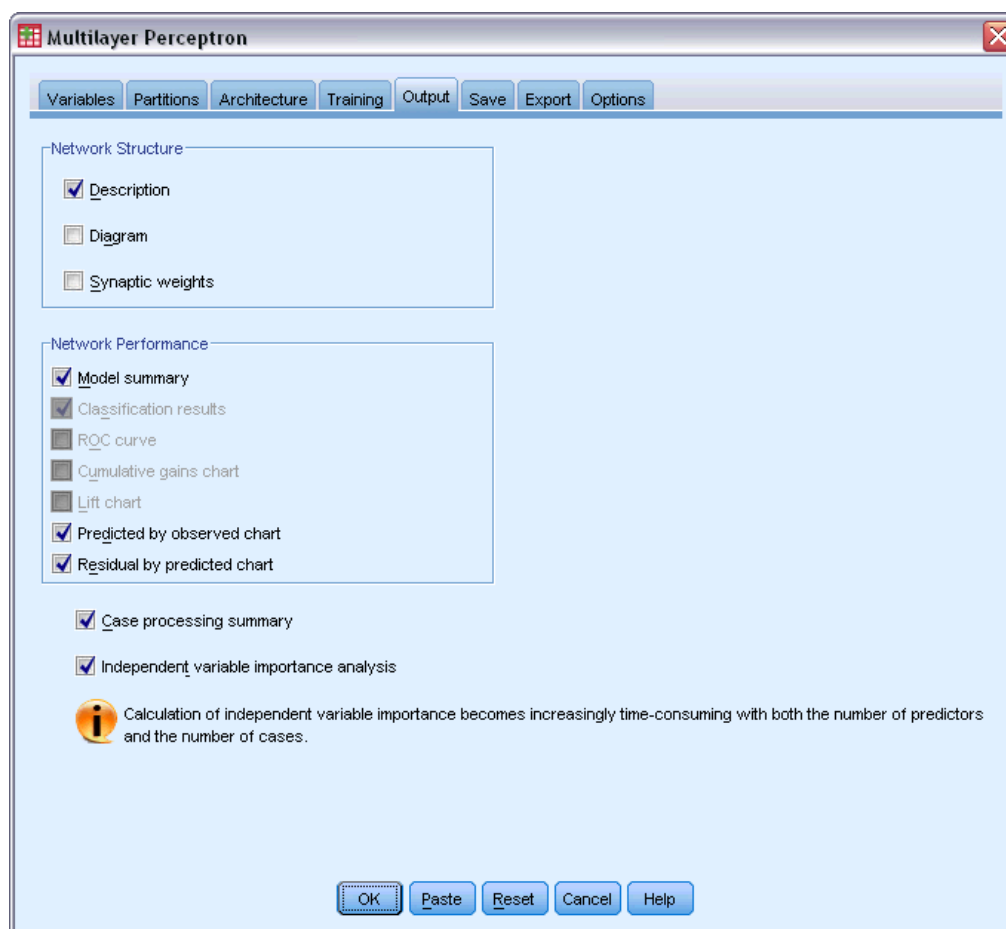 Multilayer Perceptron
Variables Partitions Architecture Training Output Save Export Options
Network Structure
Description
Diagram
Synaptic weights
Network Performance
Model summary
Classification results
ROC curve
Cumulative gains chart
Lift chart
Predicted by observed chart
Residual by predicted chart
Case processing summary
Independent variable importance analysis
Calculation of independent variable importance becomes increasingly time-consuming with both the number of predictors
and the number of cases.
OK Paste Reset Cancel Help